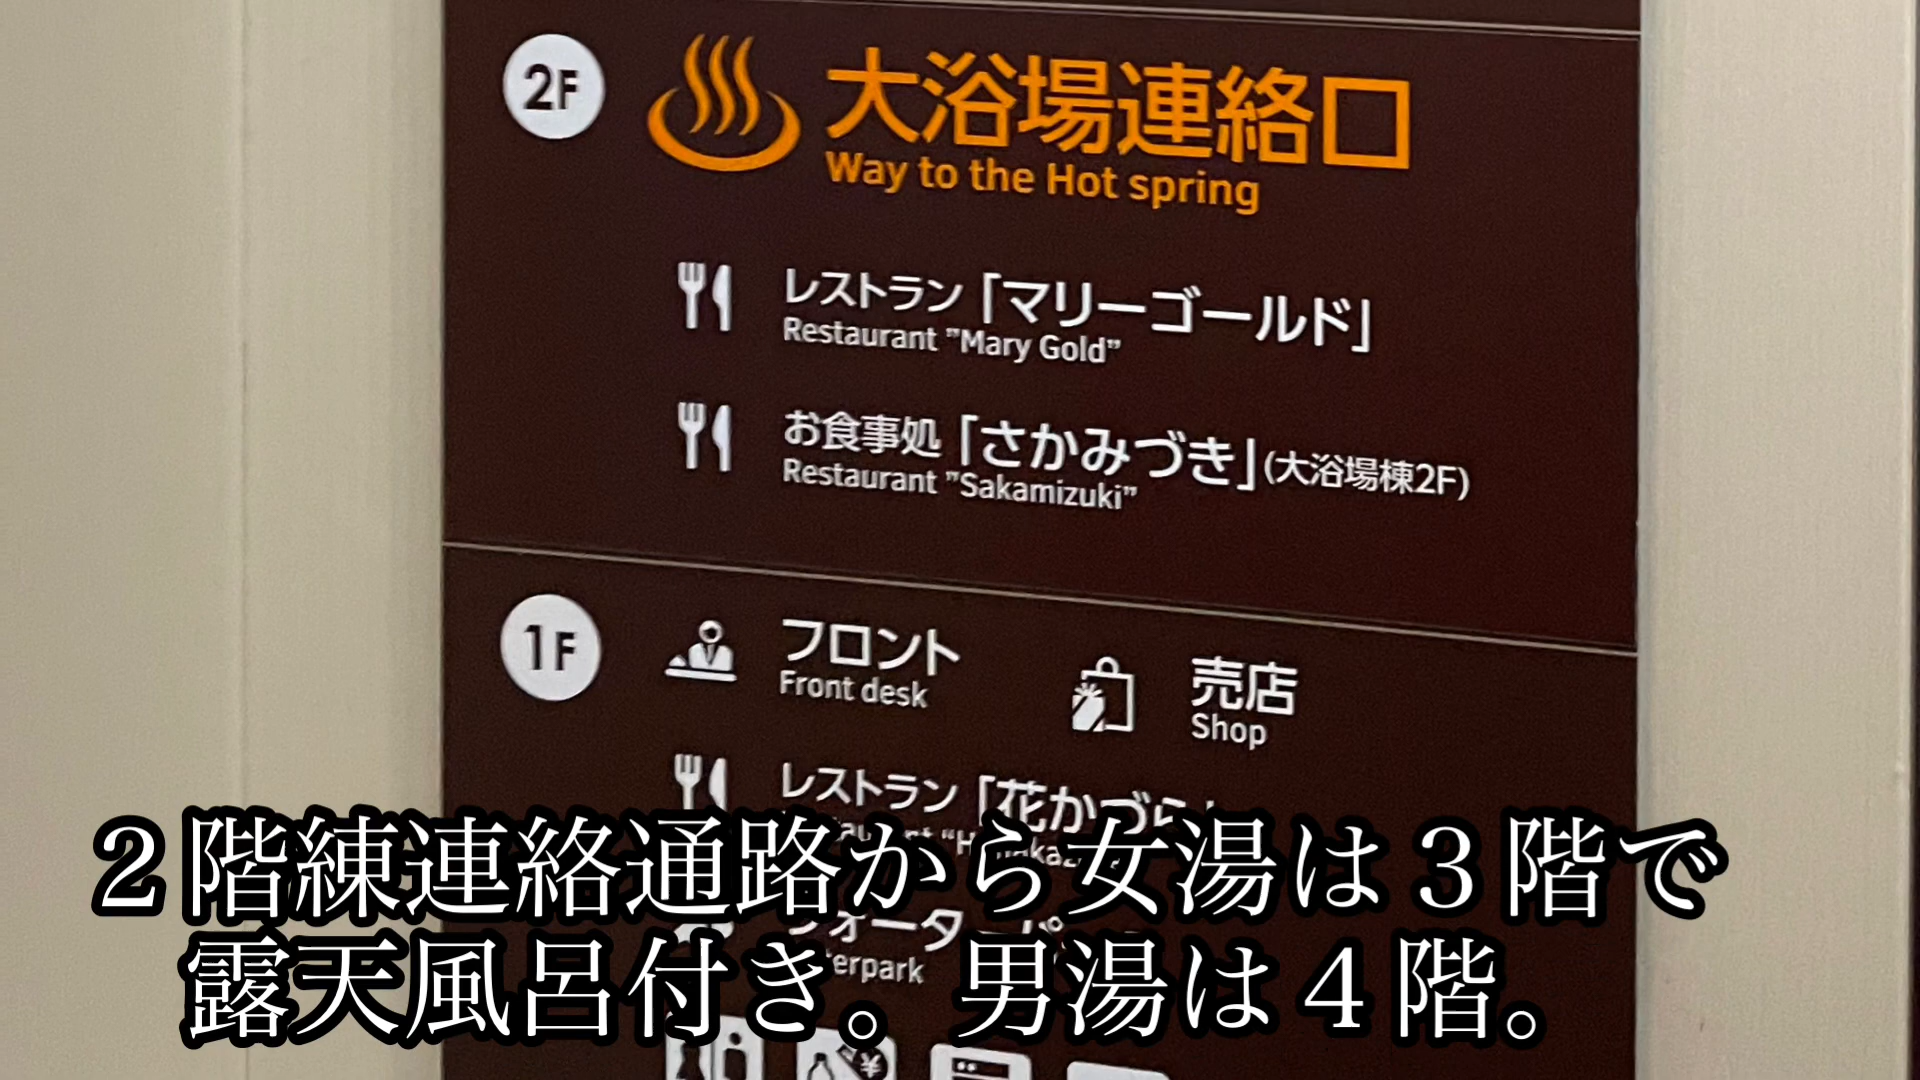 2F
大浴場連絡口
Way to the Hot spring
レストラン「マリーゴールド」
Restaurant "Mary Gold"
お食事処「さかみづき」(大浴場棟2F)
Restaurant "Sakamizuki"
1F
フロント
Front desk
売店
Shop
レストラン「花かづら
２階練連絡通路から女湯は３階で
露天風呂付き。男湯は４階。